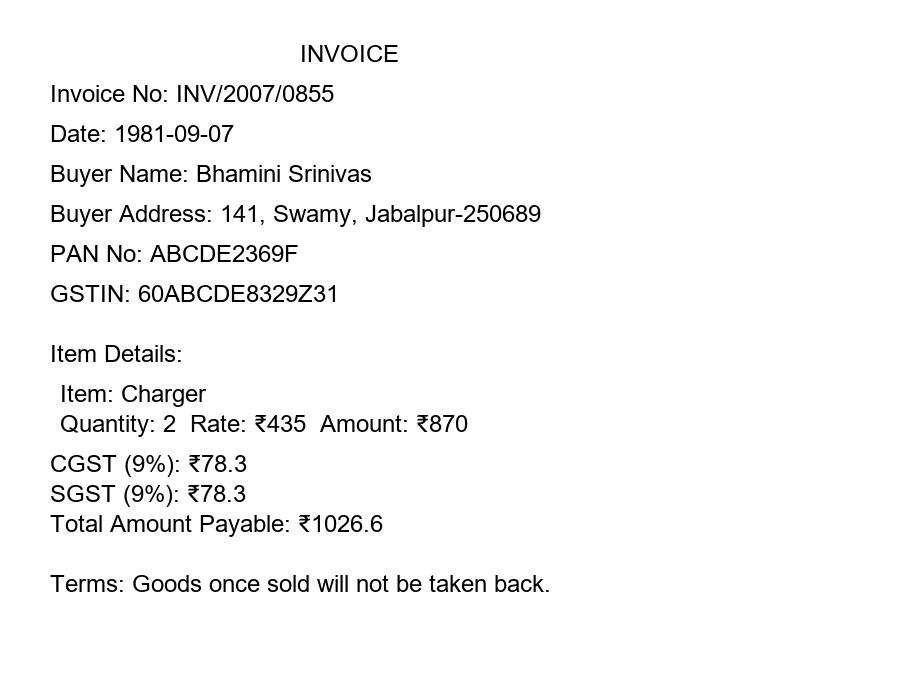 INVOICE
Invoice No: INV/2007/0855
Date: 1981-09-07
Buyer Name: Bhamini Srinivas
Buyer Address: 141, Swamy, Jabalpur-250689
PAN No: ABCDE2369F
GSTIN: 60ABCDE8329Z31
Item Details:
Item: Charger
Quantity: 2  Rate: ₹435  Amount: ₹870
CGST (9%): ₹78.3
SGST (9%): ₹78.3
Total Amount Payable: ₹1026.6
Terms: Goods once sold will not be taken back.